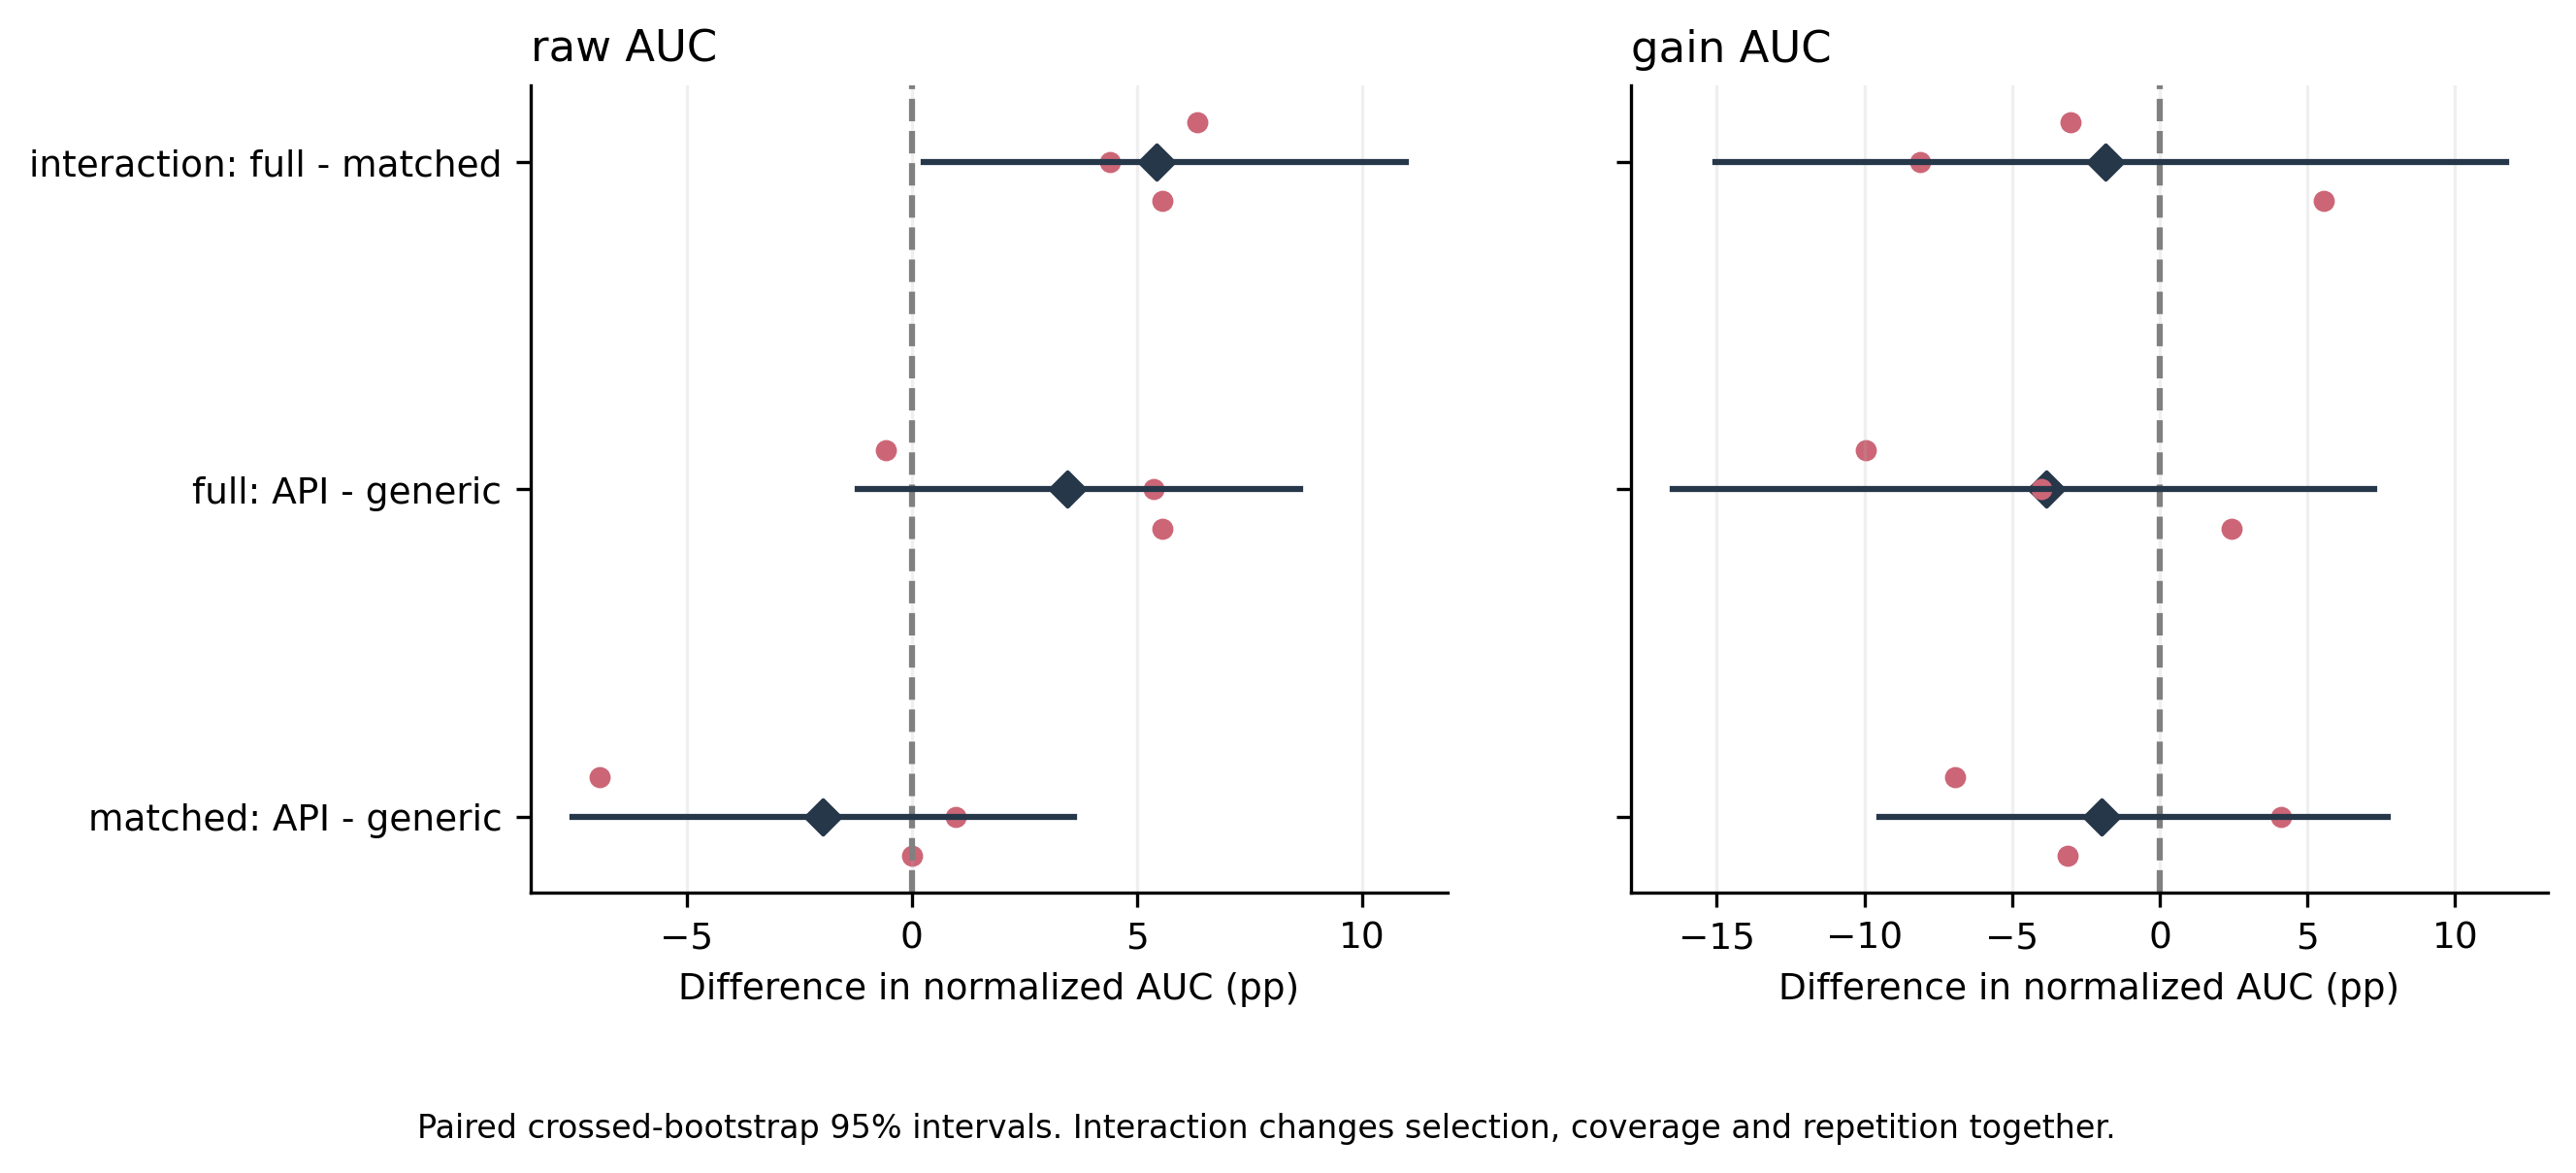 raw AUC
gain AUC
interaction: full - matched
full: API - generic
matched: API - generic
−5 0 5 10
−15 −10 −5 0 5 10
Difference in normalized AUC (pp)
Difference in normalized AUC (pp)
Paired crossed-bootstrap 95% intervals. Interaction changes selection, coverage and repetition together.